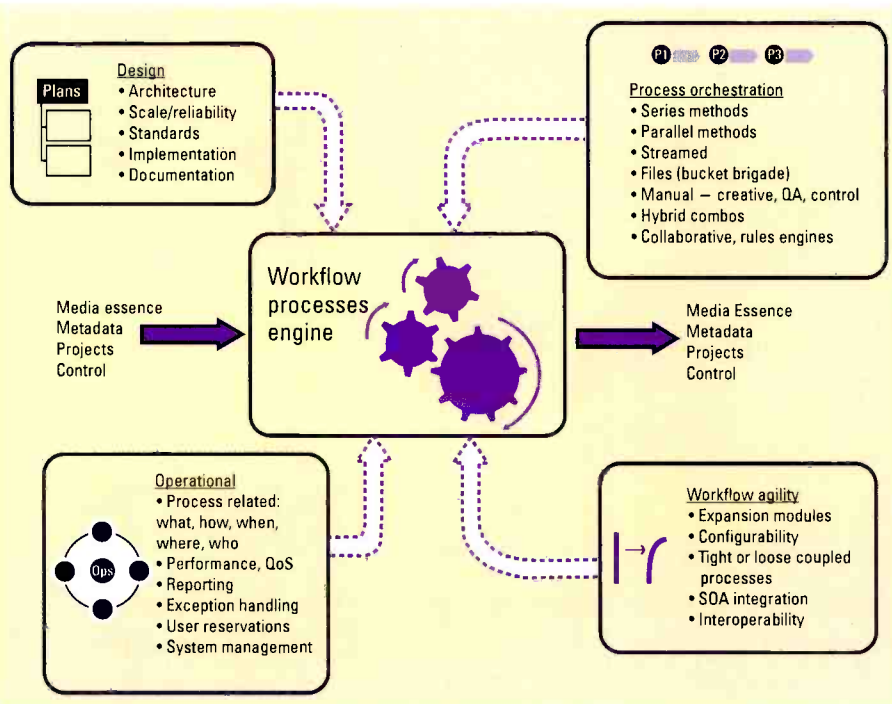 Plans
Design
• Architecture
• Scale/reliability
• Standards
• Implementation
• Documentation
P1 P2 P3
Process orchestration
• Series methods
• Parallel methods
• Streamed
• Files (bucket brigade)
• Manual — creative, QA, control
• Hybrid combos
• Collaborative, rules engines
Media essence
Metadata
Projects
Control
Workflow
processes
engine
Media Essence
Metadata
Projects
Control
Ops
Operational
• Process related:
what, how, when,
where, who
• Performance, QoS
• Reporting
• Exception handling
• User reservations
• System management
Workflow agility
• Expansion modules
• Configurability
• Tight or loose coupled
processes
• SOA integration
• Interoperability